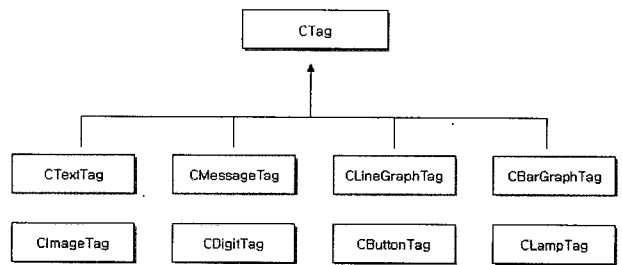 CTag
CTextTag CMessageTag CLineGraphTag CBarGraphTag
CImageTag CDigitTag CButtonTag CLampTag